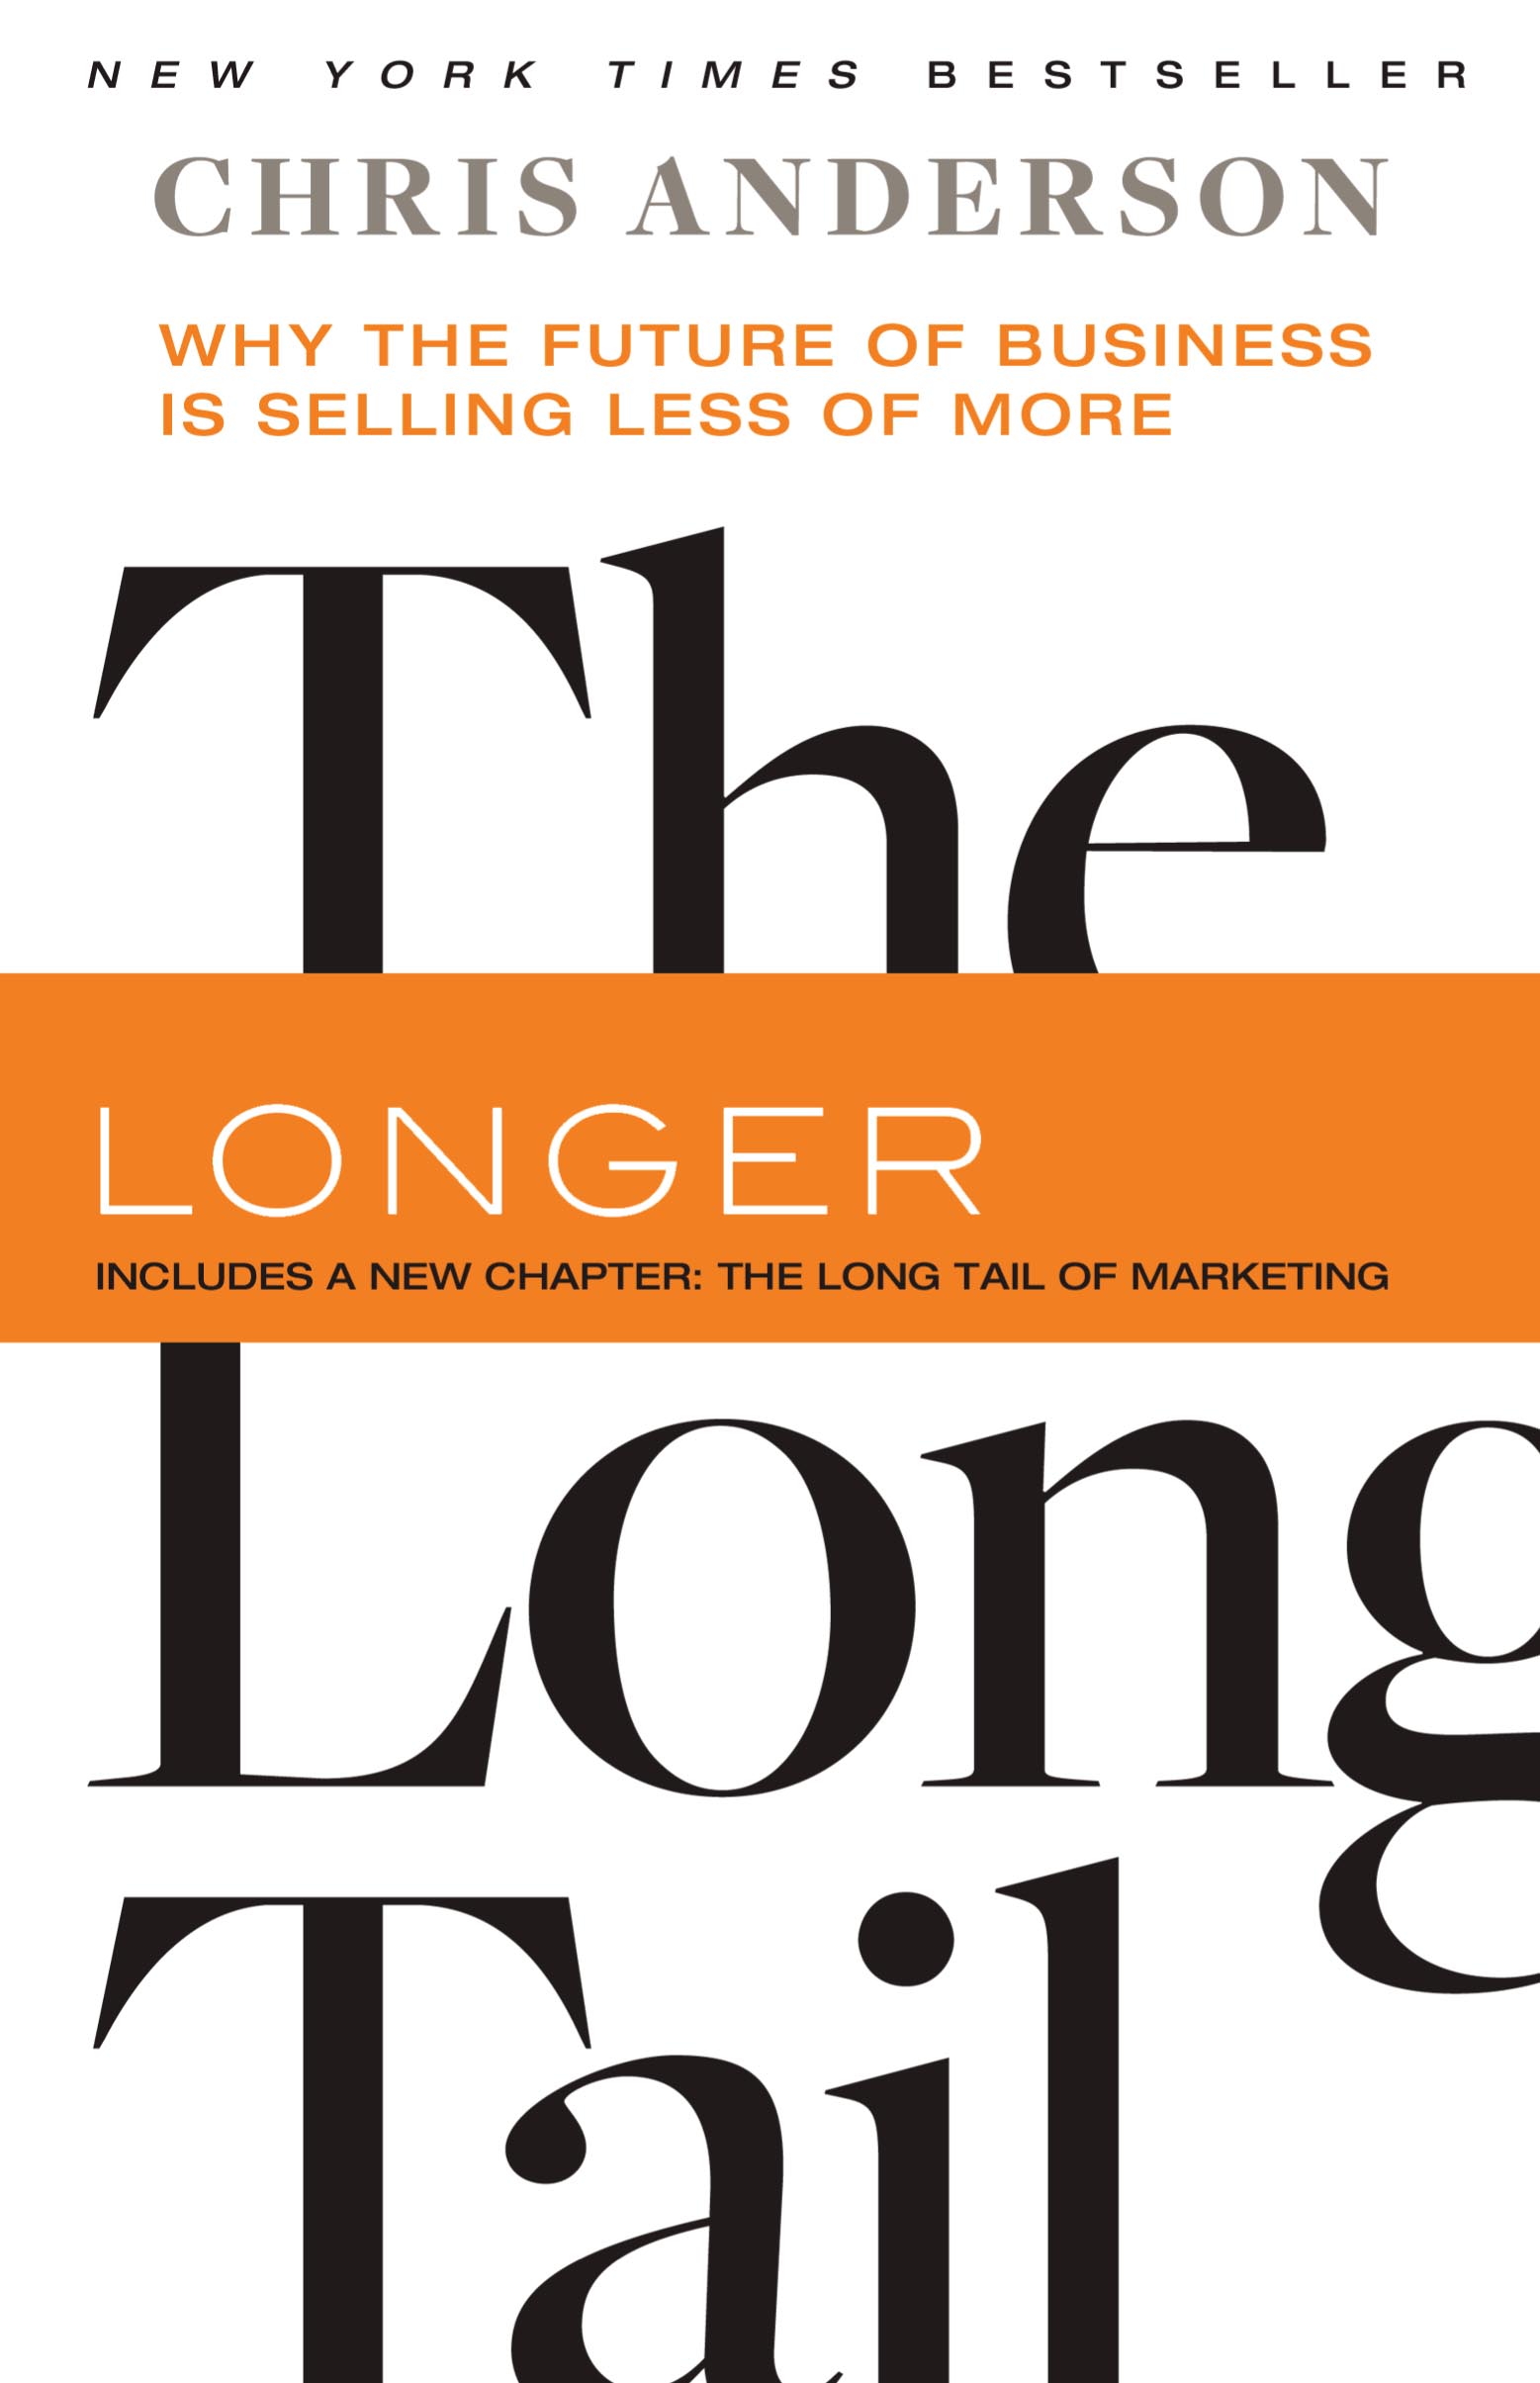 NEW YORK TIMES BESTSELLER
CHRIS ANDERSON
WHY THE FUTURE OF BUSINESS
IS SELLING LESS OF MORE
The
LONGER
INCLUDES A NEW CHAPTER: THE LONG TAIL OF MARKETING
Long
Tail